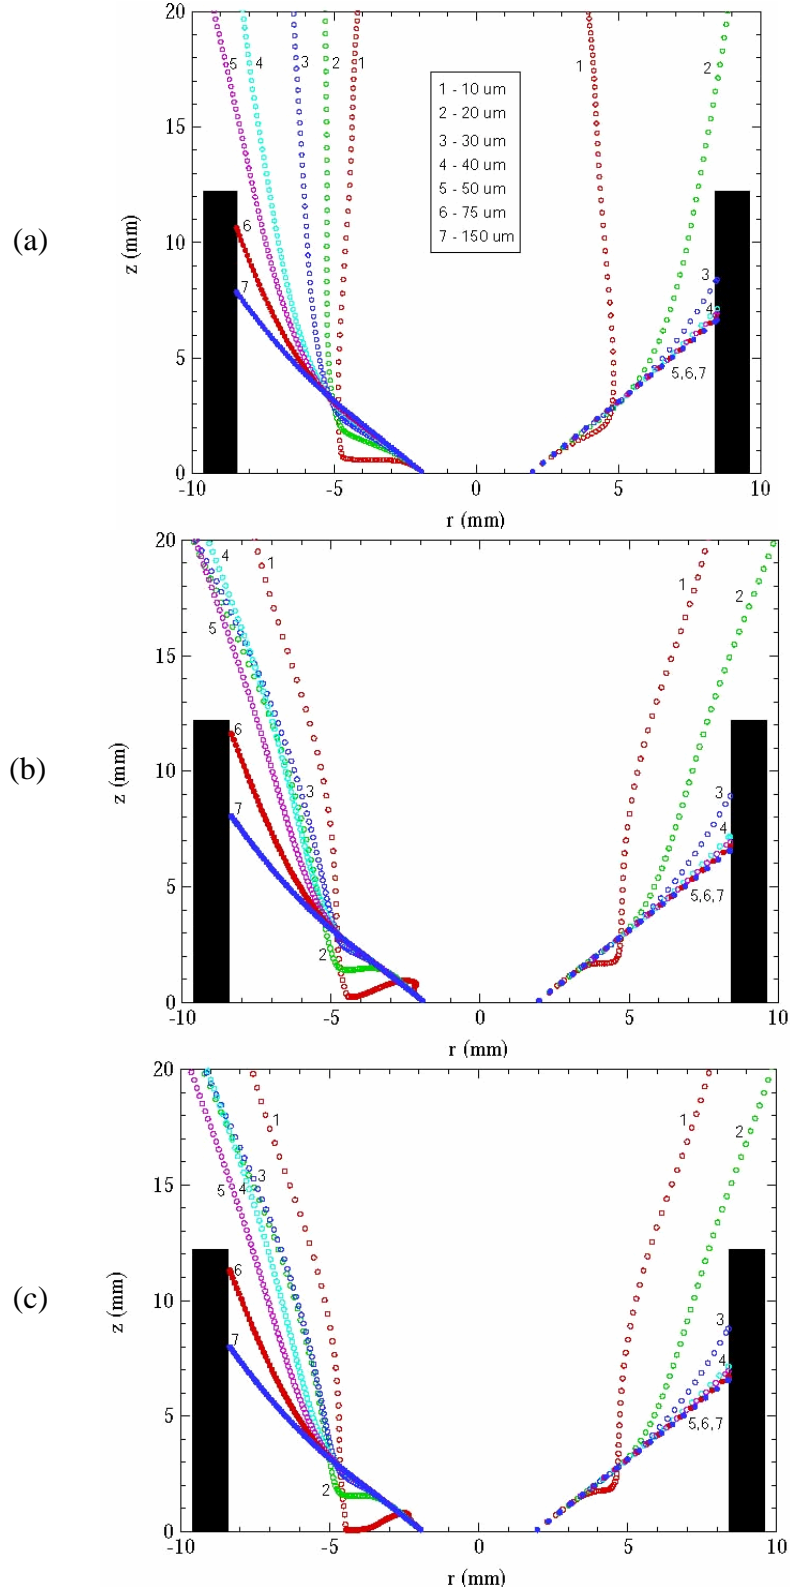 (a)
20
15
10
5
0
z (mm)
5 4 3 2 1 1 2
1 - 10 um
2 - 20 um
3 - 30 um
4 - 40 um
5 - 50 um
6 - 75 um
7 - 150 um
6
7
3
4
5,6,7
-10 -5 0 5 10
r (mm)
(b)
20
15
10
5
0
z (mm)
4 1 1 2
5
6
7
3
2
3
4
5,6,7
-10 -5 0 5 10
r (mm)
(c)
20
15
10
5
0
z (mm)
1 1 2
3
5 4
6
7
2
3
4
5,6,7
-10 -5 0 5 10
r (mm)